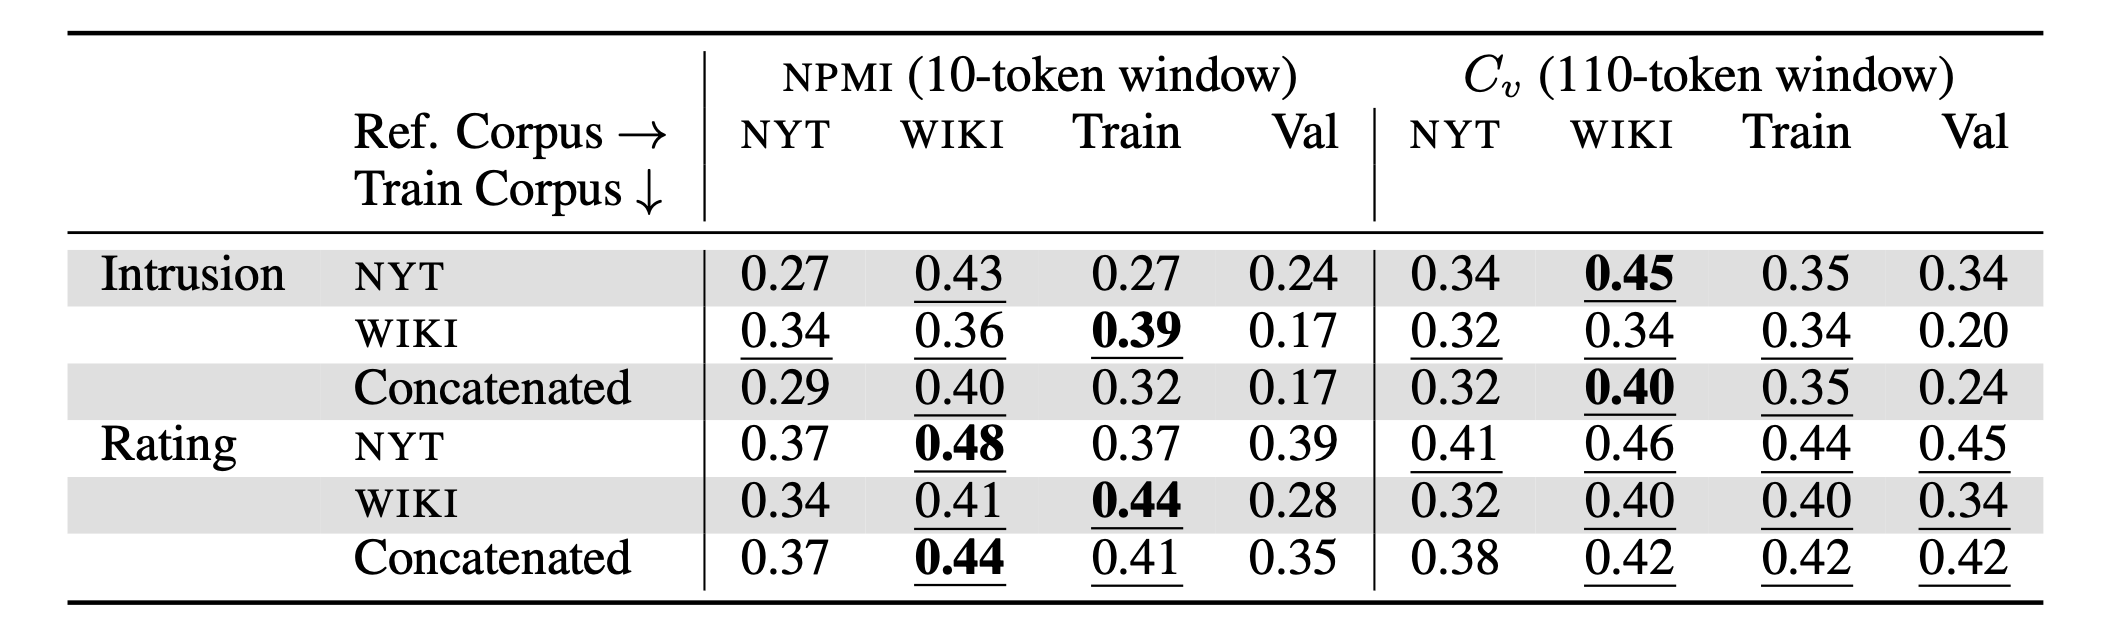 NPMI (10-token window) Cv (110-token window)
Ref. Corpus → NYT WIKI Train Val NYT WIKI Train Val
Train Corpus ↓
Intrusion NYT 0.27 0.43 0.27 0.24 0.34 0.45 0.35 0.34
WIKI 0.34 0.36 0.39 0.17 0.32 0.34 0.34 0.20
Concatenated 0.29 0.40 0.32 0.17 0.32 0.40 0.35 0.24
Rating NYT 0.37 0.48 0.37 0.39 0.41 0.46 0.44 0.45
WIKI 0.34 0.41 0.44 0.28 0.32 0.40 0.40 0.34
Concatenated 0.37 0.44 0.41 0.35 0.38 0.42 0.42 0.42